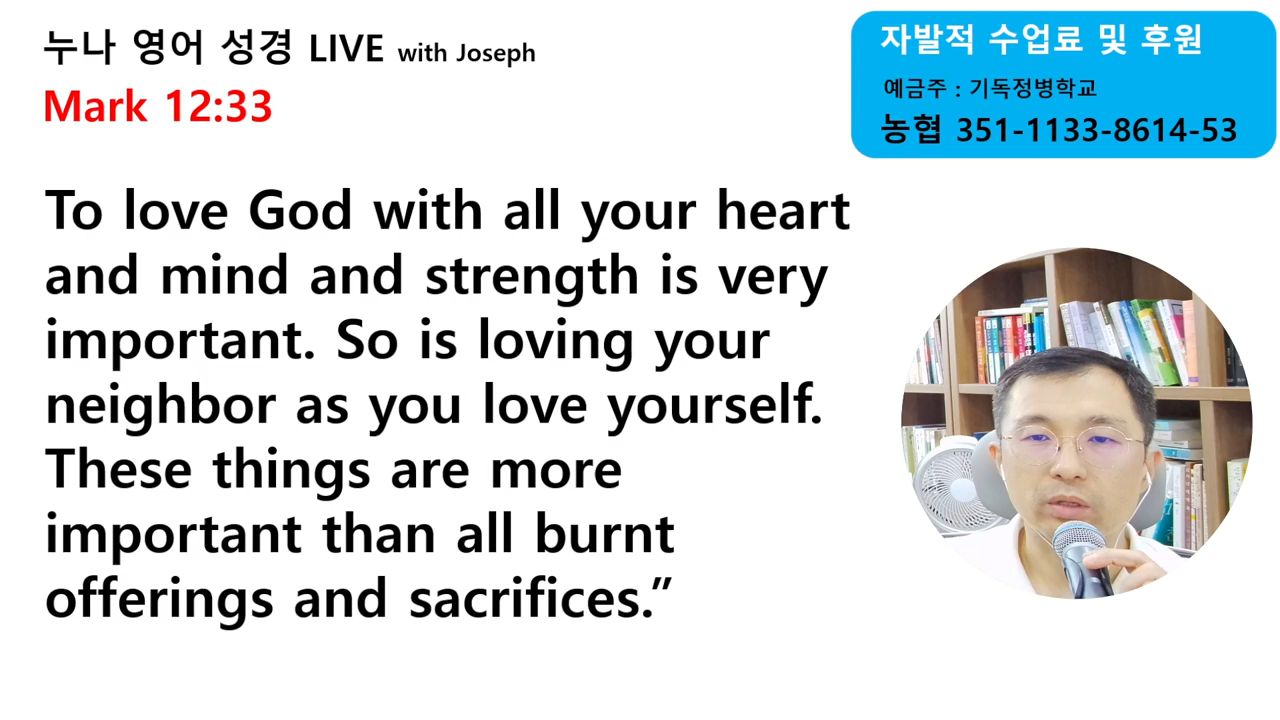 누나 영어 성경 LIVE with Joseph
Mark 12:33
자발적 수업료 및 후원
예금주 : 기독정병학교
농협 351-1133-8614-53
To love God with all your heart
and mind and strength is very
important. So is loving your
neighbor as you love yourself.
These things are more
important than all burnt
offerings and sacrifices.”